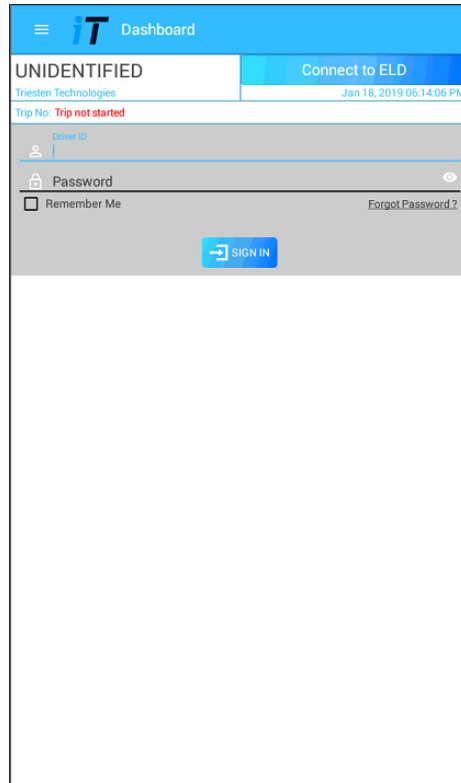 iT Dashboard
UNIDENTIFIED
Connect to ELD
Triesten Technologies
Jan 18, 2019 06:14:06 PM
Trip No: Trip not started
Driver ID
Password
Remember Me
Forgot Password ?
SIGN IN